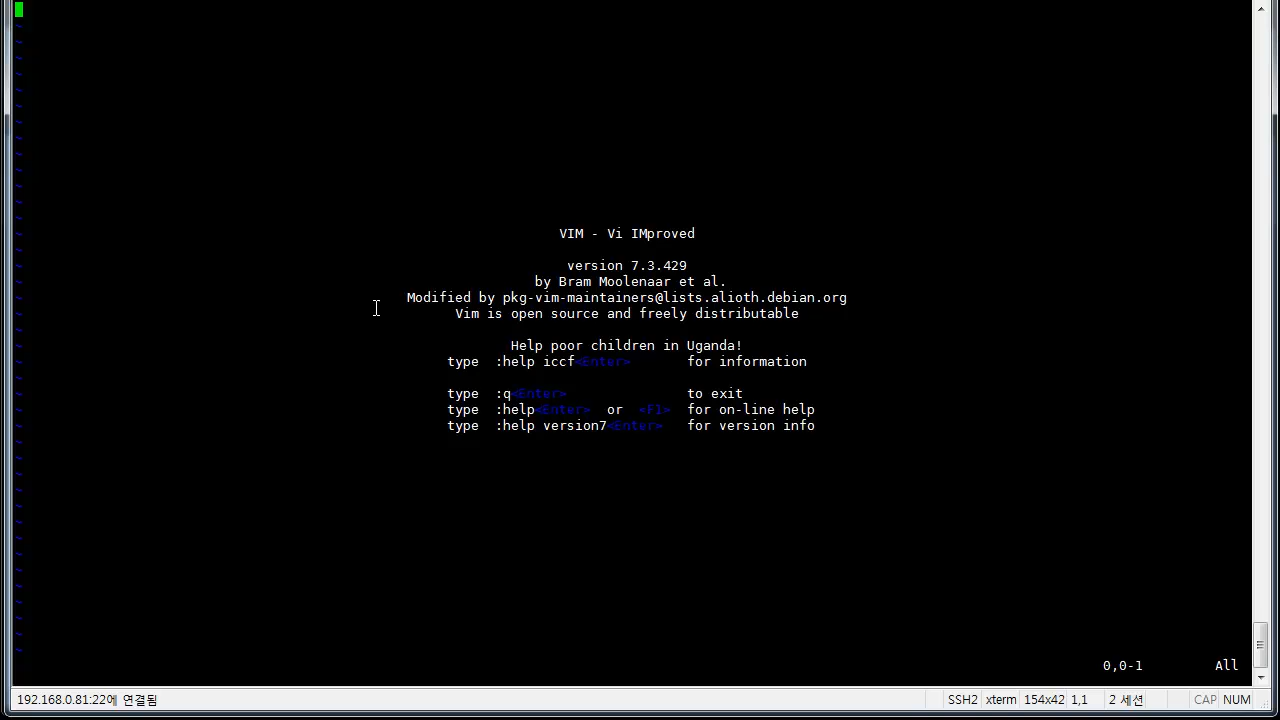 ~
~
~
~
~
~
~
~
~
~
~
~
~
VIM - Vi IMproved
~
~
version 7.3.429
~ by Bram Moolenaar et al.
~ Modified by pkg-vim-maintainers@lists.alioth.debian.org
~ Vim is open source and freely distributable
~
~ Help poor children in Uganda!
~ type :help iccf<Enter> for information
~
~ type :q<Enter> to exit
~ type :help<Enter> or <F1> for on-line help
~ type :help version7<Enter> for version info
~
~
~
~
~
~
~
~
~
~
~
~
~
~
0,0-1 All
192.168.0.81:22에 연결됨 SSH2 xterm 154x42 1,1 2 세션 CAP NUM